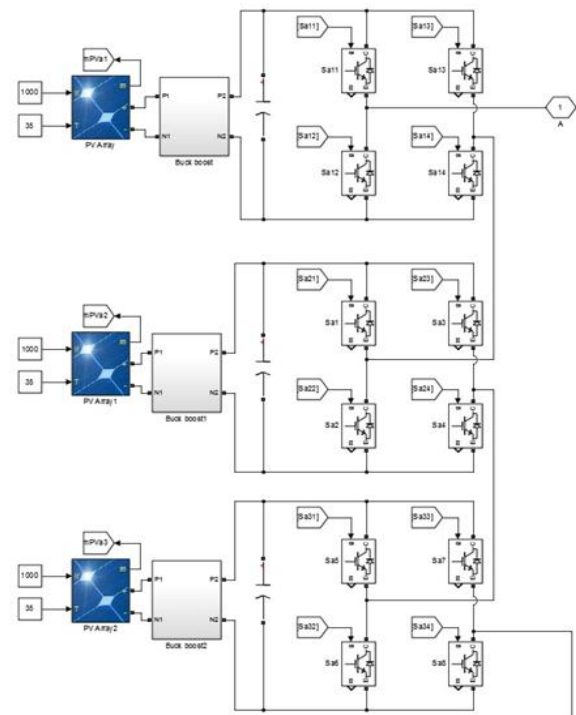 [Sa11] [Sa13]
mPVa1
1000
35
Ir
T
m
+
-
PV Array
P1 P2
N1 N2
Buck boost
Sa11 Sa13
g C
E
1
A
[Sa12] [Sa14]
Sa12 Sa14
g C
E
[Sa21] [Sa23]
mPVa2
1000
35
PV Array1
P1 P2
N1 N2
Buck boost1
Sa1 Sa3
g C
E
[Sa22] [Sa24]
Sa2 Sa4
g C
E
[Sa31] [Sa33]
mPVa3
1000
35
PV Array2
P1 P2
N1 N2
Buck boost2
Sa5 Sa7
g C
E
[Sa32] [Sa34]
Sa6 Sa8
g C
E